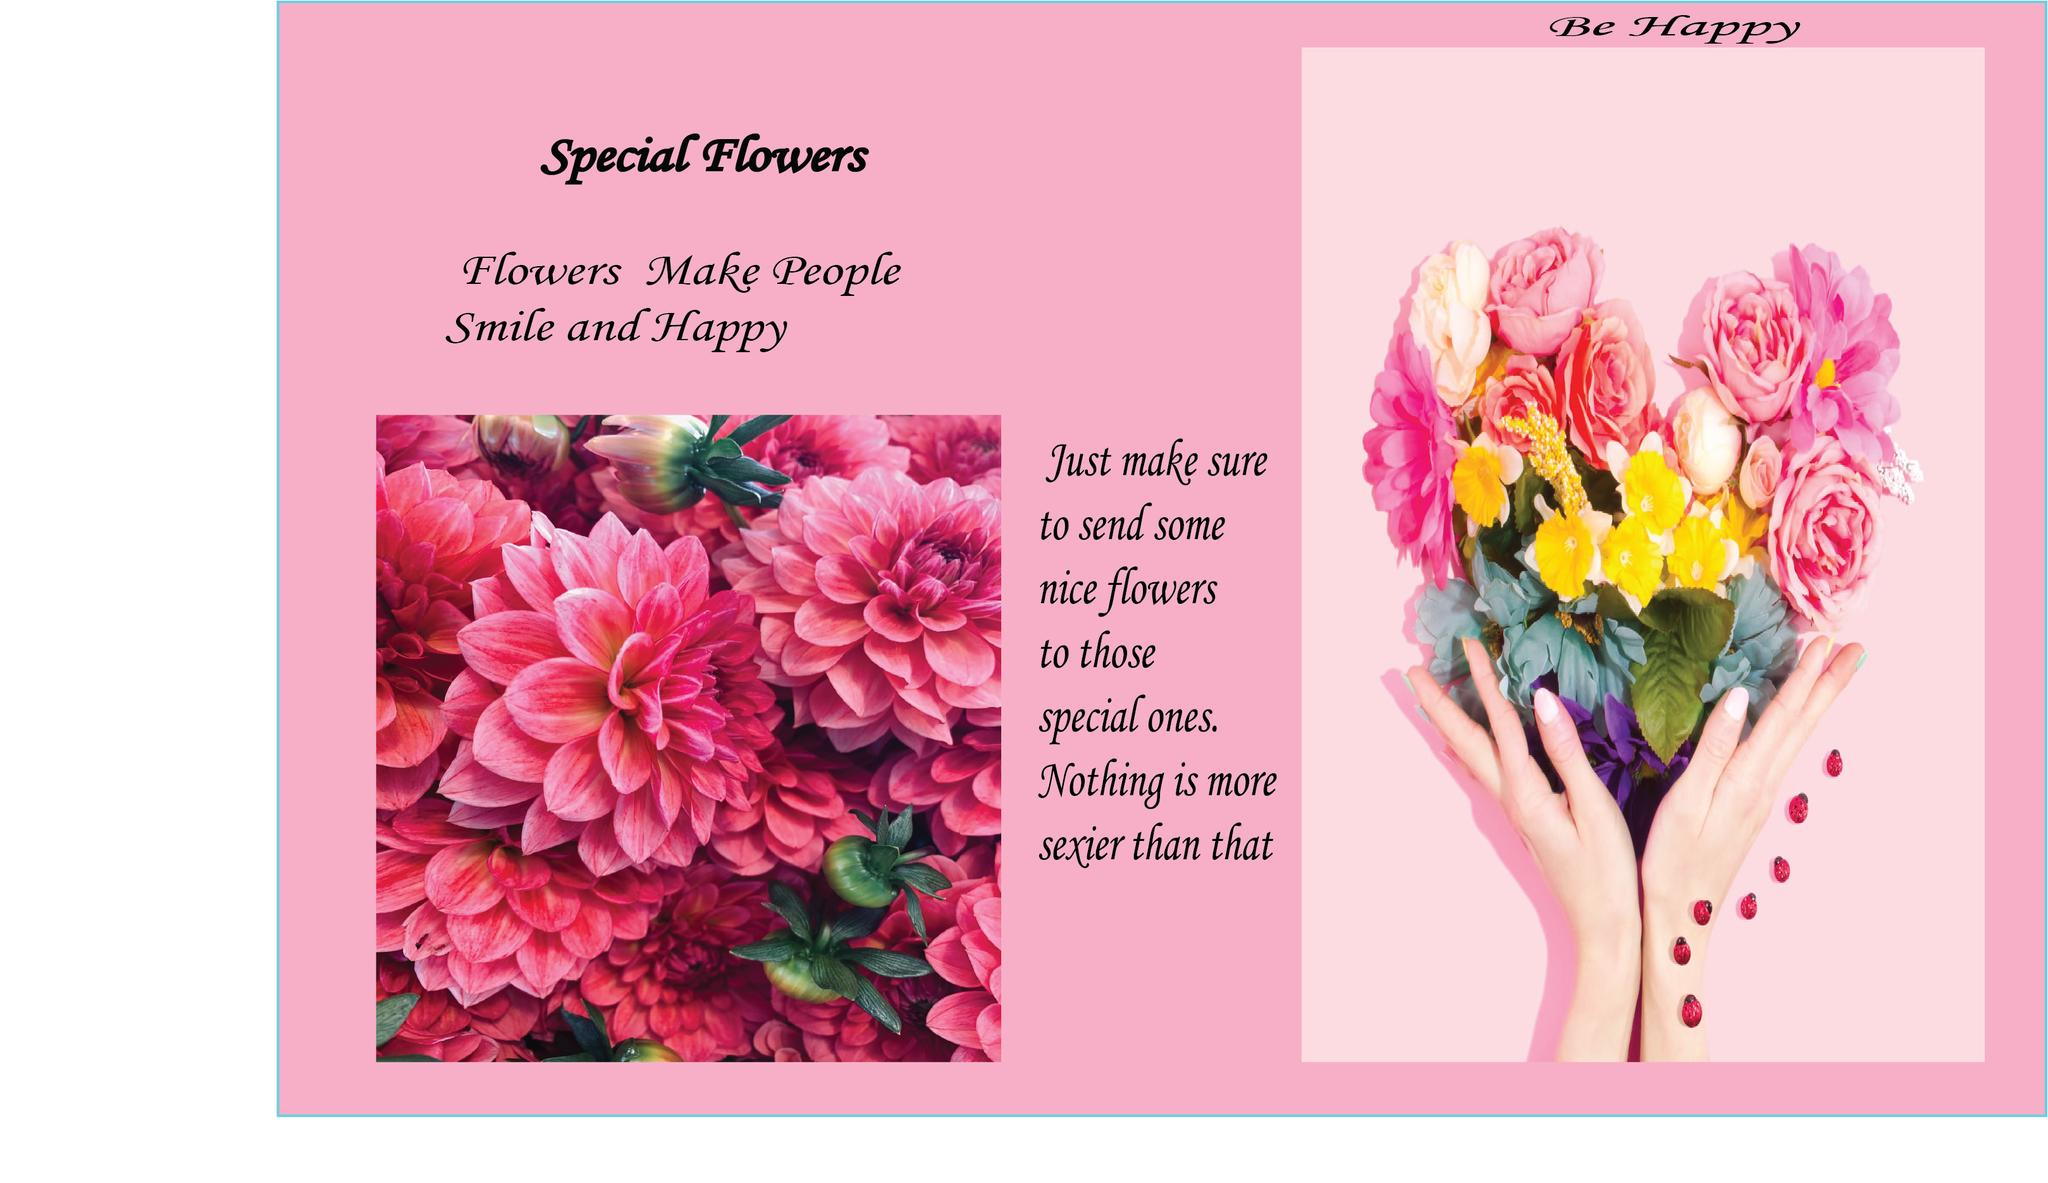 Be Happy
Special Flowers
Flowers  Make People
Smile and Happy
Just make sure
to send some
nice flowers
to those
special ones.
Nothing is more
sexier than that